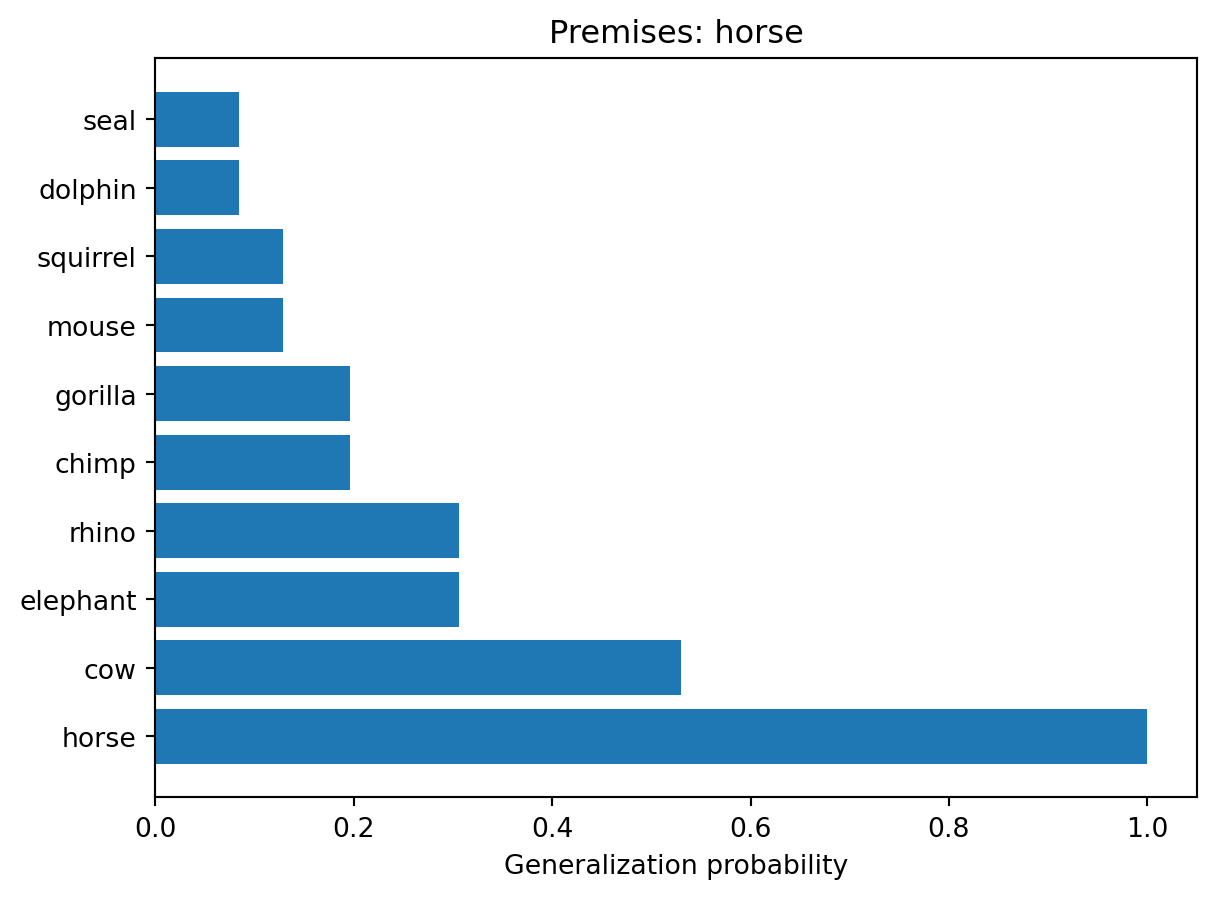 Premises: horse
seal
dolphin
squirrel
mouse
gorilla
chimp
rhino
elephant
cow
horse
0.0 0.2 0.4 0.6 0.8 1.0
Generalization probability